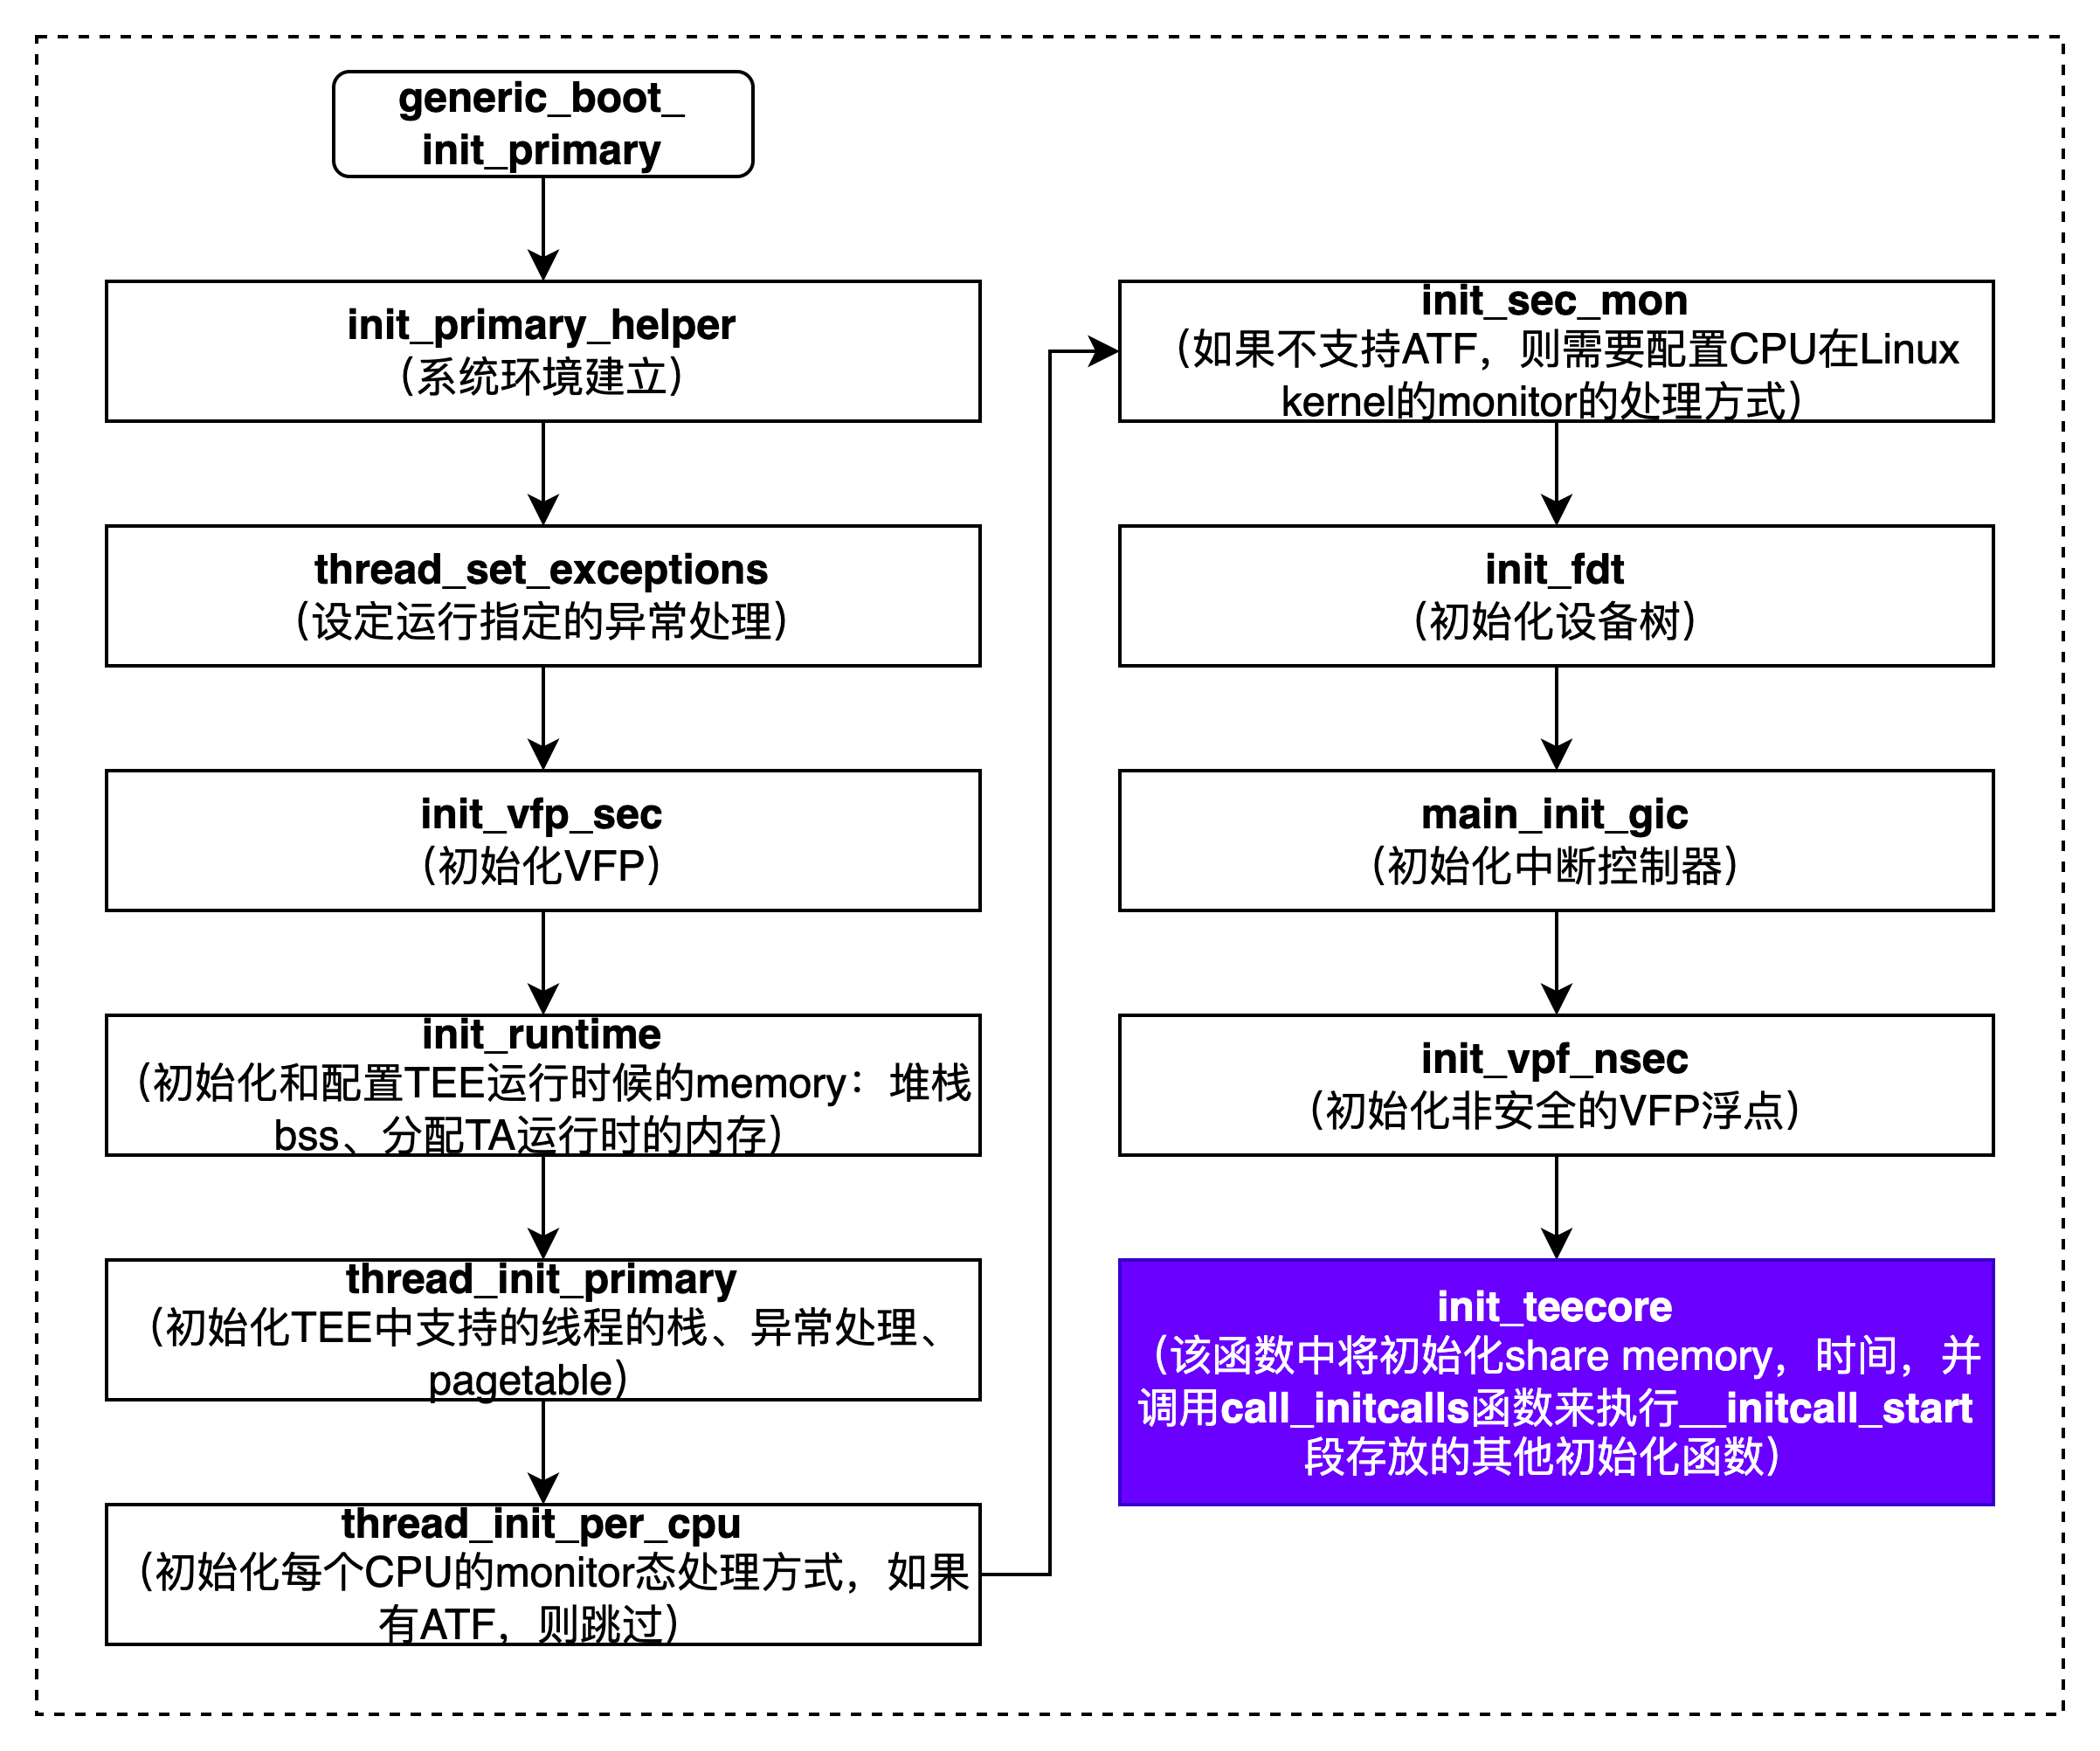 generic_boot_
init_primary
init_primary_helper
（系统环境建立）
thread_set_exceptions
（设定运行指定的异常处理）
init_vfp_sec
（初始化VFP）
init_runtime
（初始化和配置TEE运行时候的memory：堆栈
bss、分配TA运行时的内存）
thread_init_primary
（初始化TEE中支持的线程的栈、异常处理、
pagetable）
thread_init_per_cpu
（初始化每个CPU的monitor态处理方式，如果
有ATF，则跳过）
init_sec_mon
（如果不支持ATF，则需要配置CPU在Linux
kernel的monitor的处理方式）
init_fdt
（初始化设备树）
main_init_gic
（初始化中断控制器）
init_vpf_nsec
（初始化非安全的VFP浮点）
init_teecore
（该函数中将初始化share memory，时间，并
调用call_initcalls函数来执行__initcall_start
段存放的其他初始化函数）